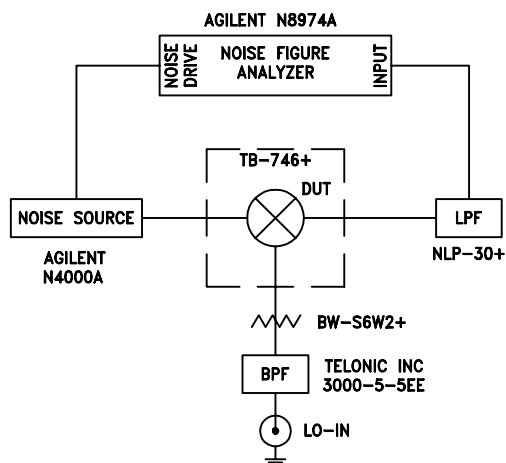 AGILENT N8974A
NOISE DRIVE
NOISE FIGURE
ANALYZER
INPUT
TB-746+
DUT
NOISE SOURCE
LPF
AGILENT
N4000A
NLP-30+
BW-S6W2+
BPF
TELONIC INC
3000-5-5EE
LO-IN